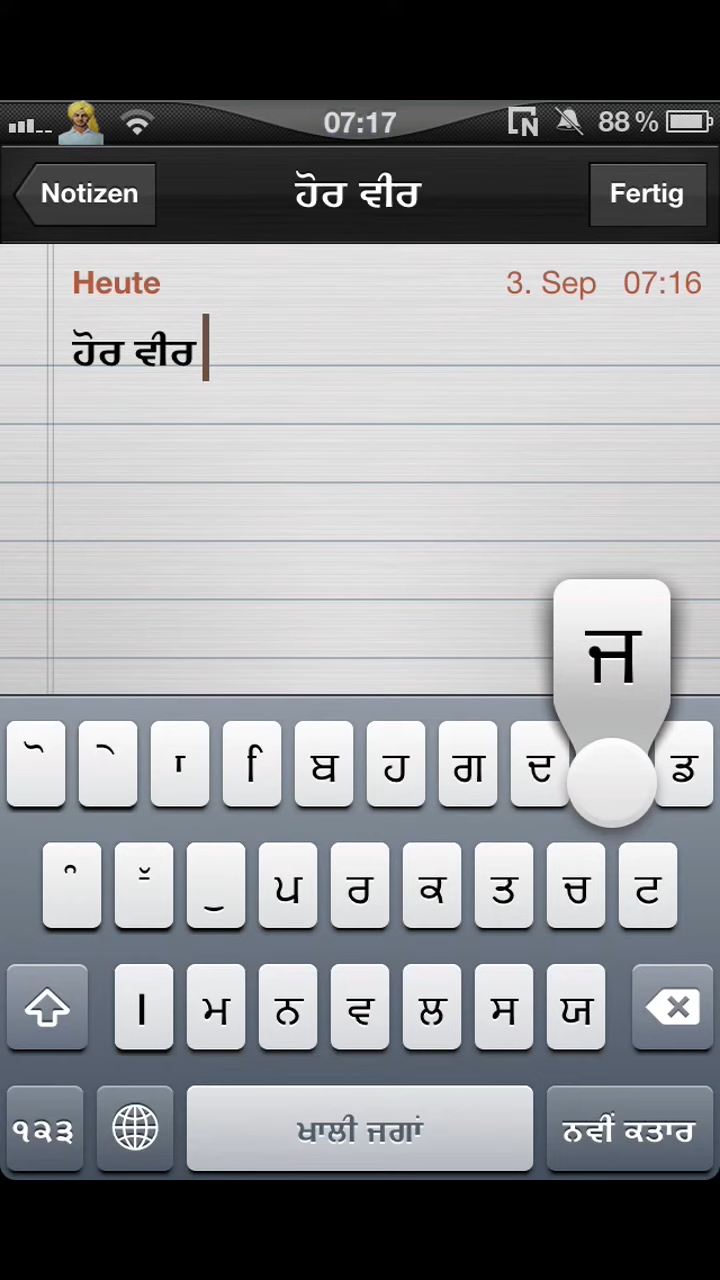 07:17 N 88 %
Notizen ਹੋਰ ਵੀਰ Fertig
Heute 3. Sep 07:16
ਹੋਰ ਵੀਰ
ਜ
ੋ ੇ ਾ ਿ ਬ ਹ ਗ ਦ ਡ
ੰ ੱ ੁ ਪ ਰ ਕ ਤ ਚ ਟ
। ਮ ਨ ਵ ਲ ਸ ਯ
੧੨੩ ਖਾਲੀ ਜਗਾਂ ਨਵੀਂ ਕਤਾਰ